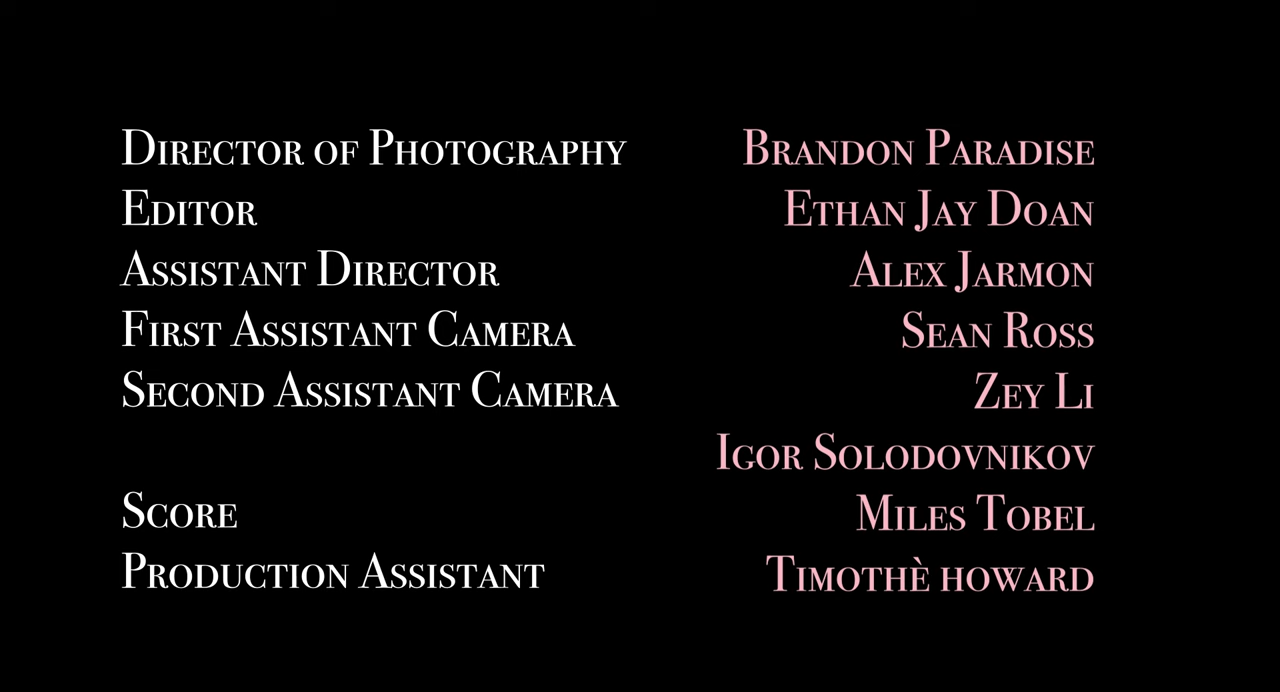 Director of Photography Brandon Paradise
Editor Ethan Jay Doan
Assistant Director Alex Jarmon
First Assistant Camera Sean Ross
Second Assistant Camera Zey Li
Igor Solodovnikov
Score Miles Tobel
Production Assistant Timothè howard